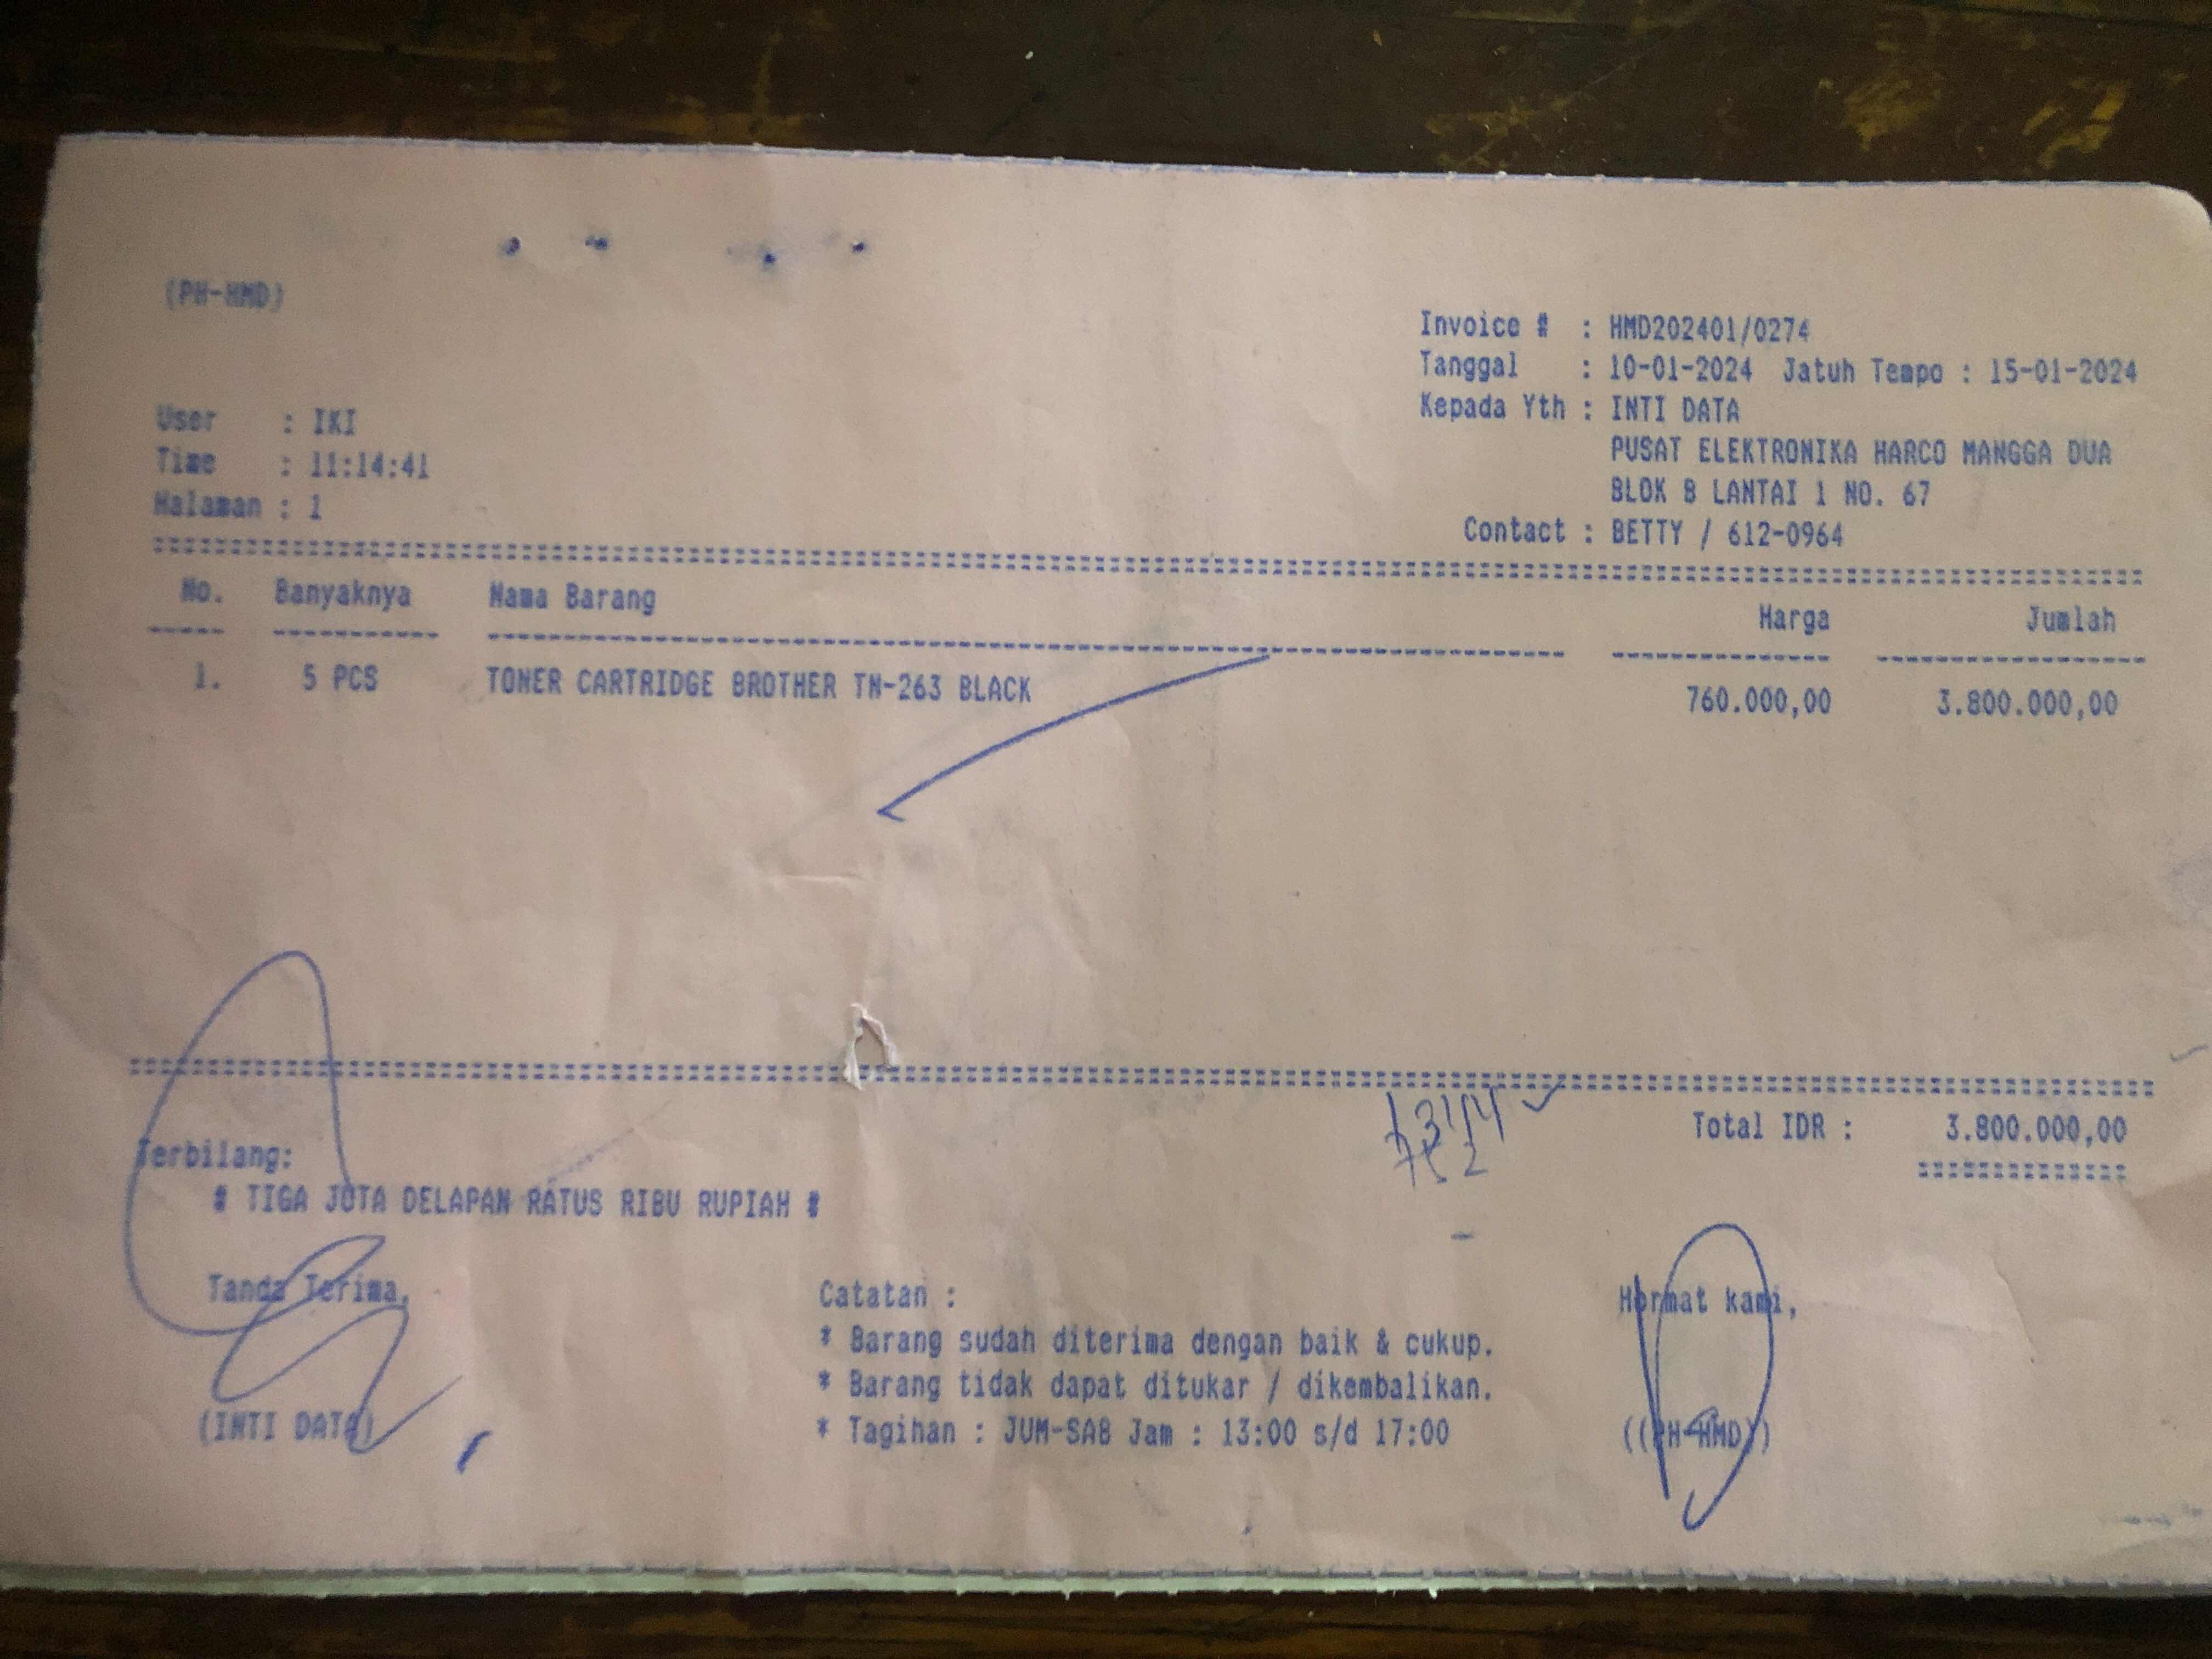 (PH-HMD)
Invoice # : HMD202401/0274
Tanggal : 10-01-2024 Jatuh Tempo : 15-01-2024
Kepada Yth : INTI DATA
PUSAT ELEKTRONIKA HARCO MANGGA DUA
BLOK B LANTAI 1 NO. 67
Contact : BETTY / 612-0964
User : IKI
Time : 11:14:41
Halaman : 1
No. Banyaknya Nama Barang Harga Jumlah
1. 5 PCS TONER CARTRIDGE BROTHER TN-263 BLACK 760.000,00 3.800.000,00
Total IDR : 3.800.000,00
Terbilang:
# TIGA JUTA DELAPAN RATUS RIBU RUPIAH #
Tanda Terima,
(INTI DATA)
Catatan :
* Barang sudah diterima dengan baik & cukup.
* Barang tidak dapat ditukar / dikembalikan.
* Tagihan : JUM-SAB Jam : 13:00 s/d 17:00
Hormat kami,
((PH-HMD))